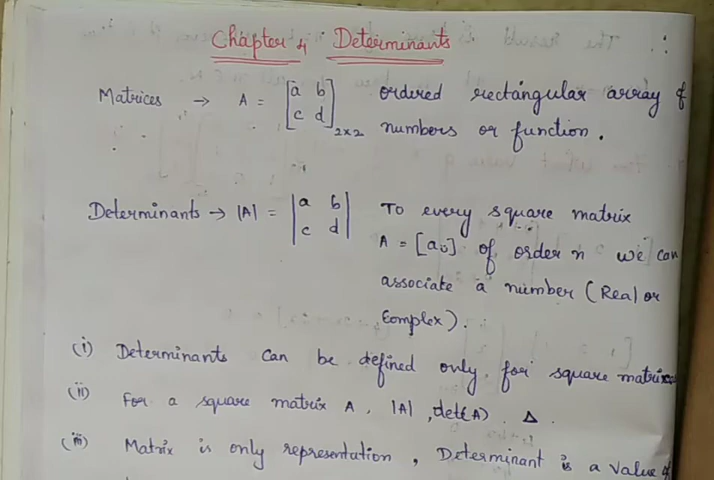 Chapter 4 Determinants
Matrices → A = [a b
c d]2×2 ordered rectangular array of
numbers or function.
Determinants → |A| = |a b
c d| To every square matrix
A = [aij] of order n we can
associate a number (Real or
Complex).
(i) Determinants can be defined only for square matrix
(ii) For a square matrix A, |A|, det(A). Δ
(iii) Matrix is only representation, Determinant is a value of